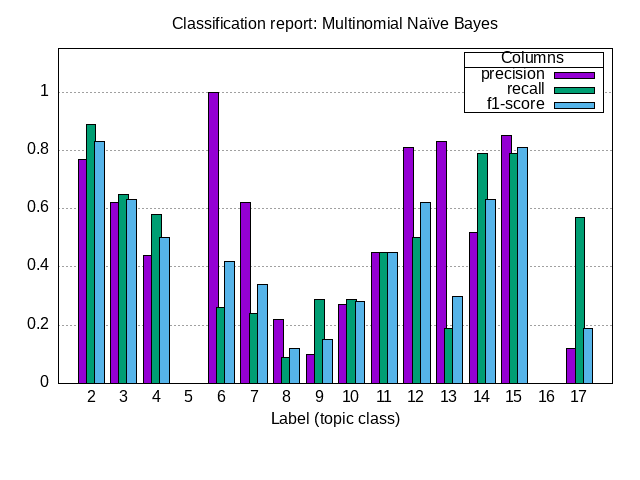 Classification report: Multinomial Naïve Bayes
Columns
precision
recall
f1-score
1
0.8
0.6
0.4
0.2
0
2 3 4 5 6 7 8 9 10 11 12 13 14 15 16 17
Label (topic class)